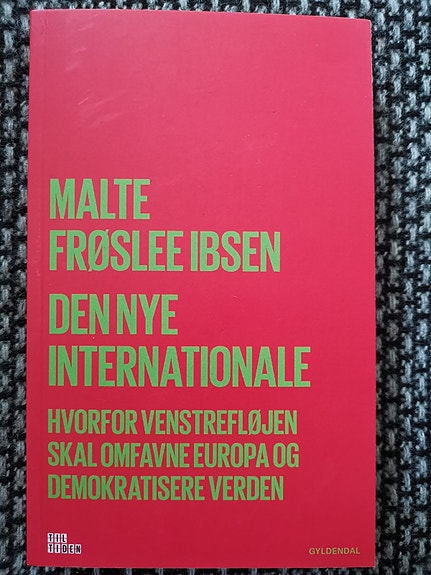 MALTE
FRØSLEE IBSEN
DEN NYE
INTERNATIONALE
HVORFOR VENSTREFLØJEN
SKAL OMFAVNE EUROPA OG
DEMOKRATISERE VERDEN
TIL
TIDEN
GYLDENDAL